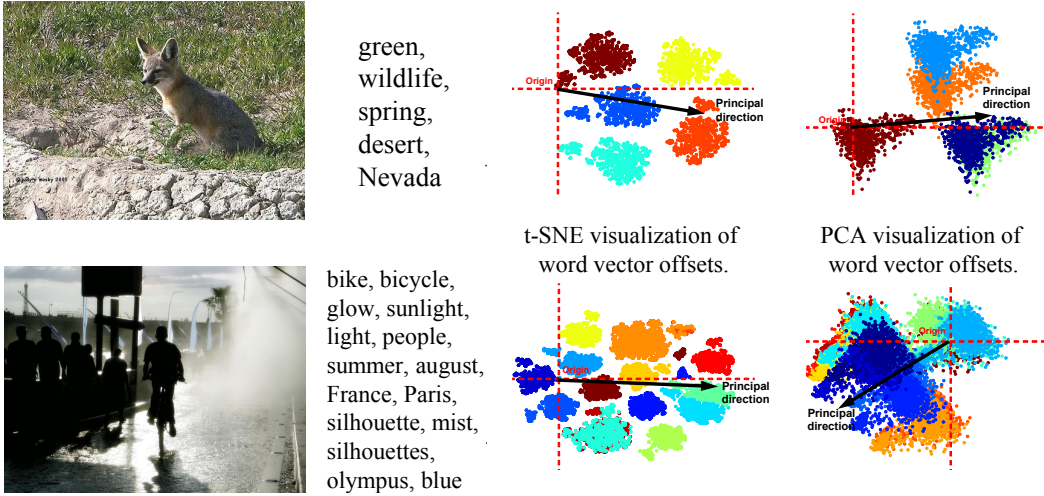 green,
wildlife,
spring,
desert,
Nevada
Origin
Principal
direction
Origin
Principal
direction
t-SNE visualization of
word vector offsets.
PCA visualization of
word vector offsets.
bike, bicycle,
glow, sunlight,
light, people,
summer, august,
France, Paris,
silhouette, mist,
silhouettes,
olympus, blue
Origin
Principal
direction
Origin
Principal
direction